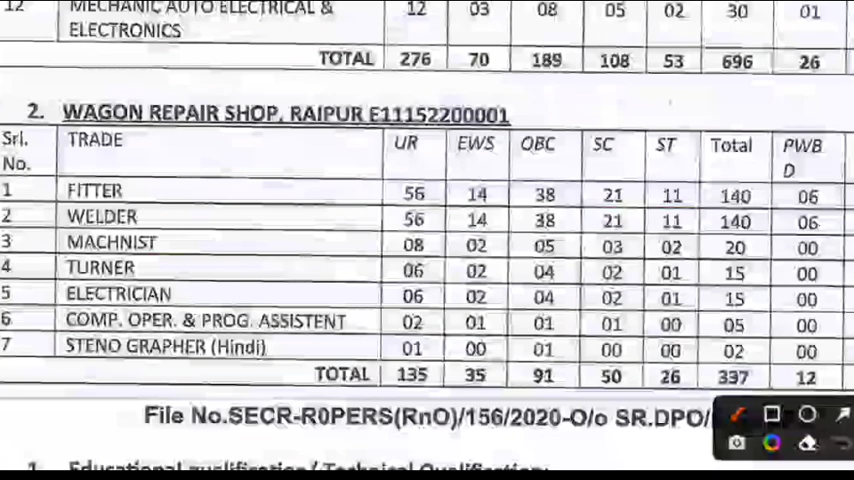 12 MECHANIC AUTO ELECTRICAL & 12 03 08 05 02 30 01
ELECTRONICS
TOTAL 276 70 189 108 53 696 26
2. WAGON REPAIR SHOP, RAIPUR E11152200001
Srl. No. TRADE UR EWS OBC SC ST Total PWB D
1 FITTER 56 14 38 21 11 140 06
2 WELDER 56 14 38 21 11 140 06
3 MACHNIST 08 02 05 03 02 20 00
4 TURNER 06 02 04 02 01 15 00
5 ELECTRICIAN 06 02 04 02 01 15 00
6 COMP. OPER. & PROG. ASSISTENT 02 01 01 01 00 05 00
7 STENO GRAPHER (Hindi) 01 00 01 00 00 02 00
TOTAL 135 35 91 50 26 337 12
File No.SECR-R0PERS(RnO)/156/2020-O/o SR.DPO/
1. Educational qualification/ Technical Qualification: